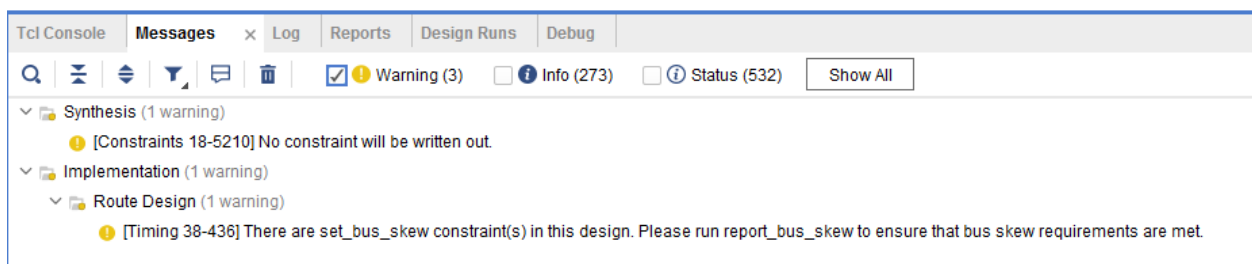 Tcl Console Messages × Log Reports Design Runs Debug
Warning (3) Info (273) Status (532) Show All
Synthesis (1 warning)
[Constraints 18-5210] No constraint will be written out.
Implementation (1 warning)
Route Design (1 warning)
[Timing 38-436] There are set_bus_skew constraint(s) in this design. Please run report_bus_skew to ensure that bus skew requirements are met.